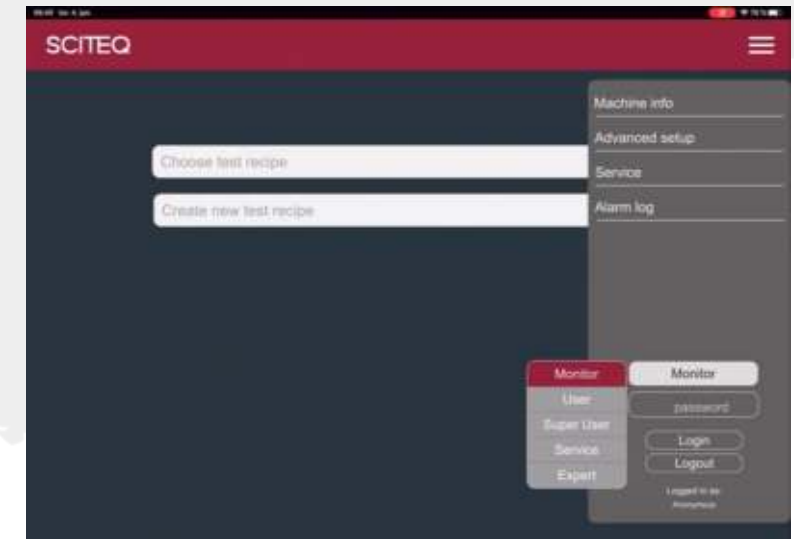 SCITEQ
Machine info
Advanced setup
Choose test recipe
Service
Create new test recipe
Alarm log
Monitor
Monitor
User
password
Super User
Login
Service
Logout
Expert
Logged in as:
Anonymous